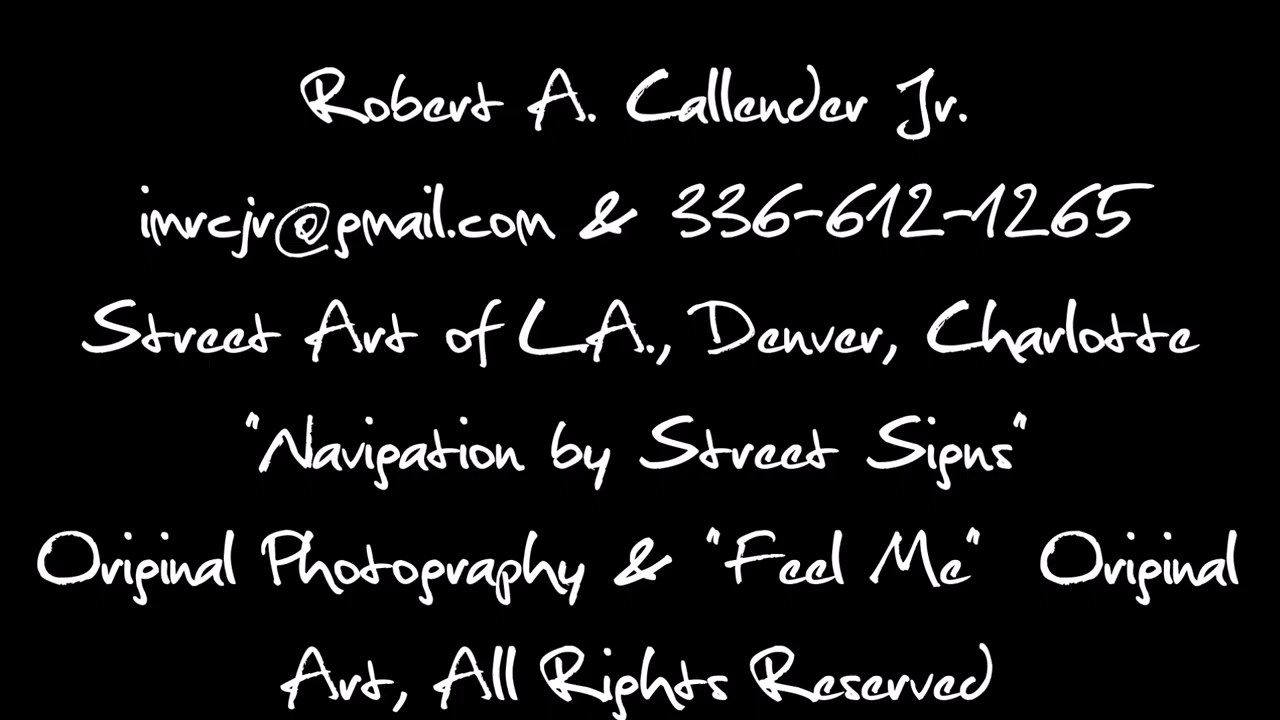 Robert A. Callender Jr.
imrcjr@gmail.com & 336-612-1265
Street Art of L.A., Denver, Charlotte
"Navigation by Street Signs"
Original Photography & "Feel Me" Original
Art, All Rights Reserved